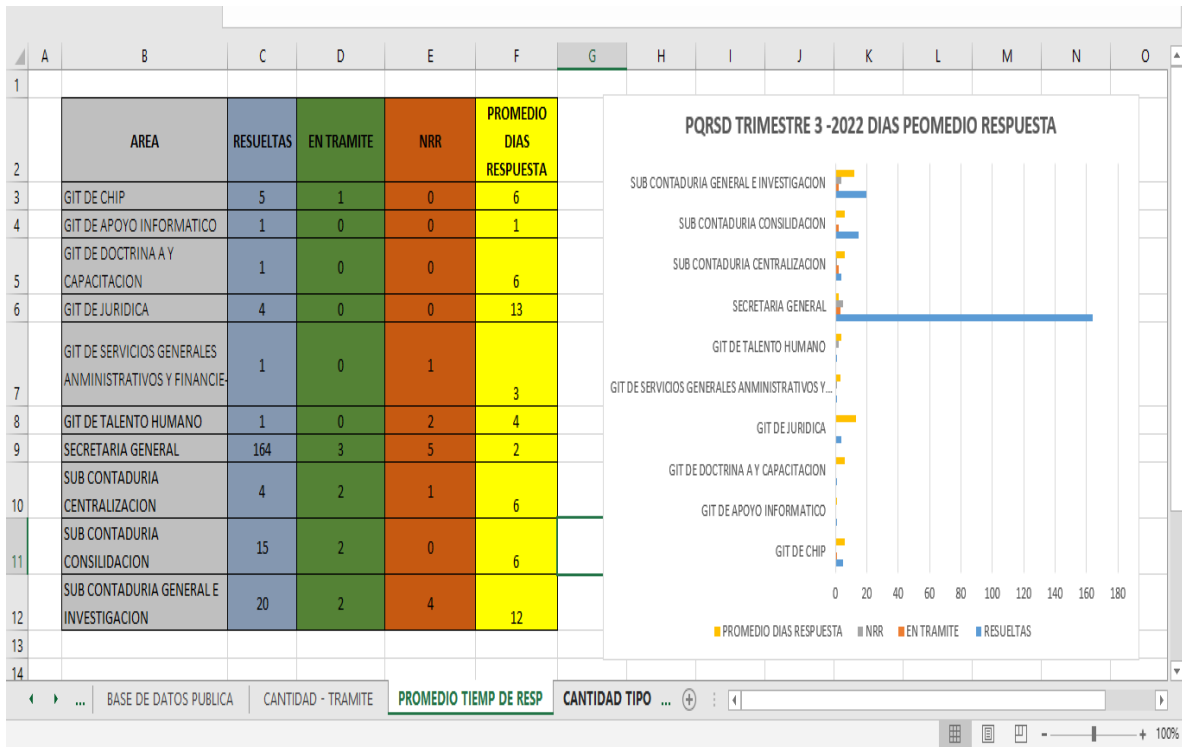 A B C D E F G H I J K L M N O
1
2 AREA RESUELTAS EN TRAMITE NRR PROMEDIO
DIAS
RESPUESTA
3 GIT DE CHIP 5 1 0 6
4 GIT DE APOYO INFORMATICO 1 0 0 1
5 GIT DE DOCTRINA A Y
CAPACITACION 1 0 0 6
6 GIT DE JURIDICA 4 0 0 13
7 GIT DE SERVICIOS GENERALES
ANMINISTRATIVOS Y FINANCIE- 1 0 1 3
8 GIT DE TALENTO HUMANO 1 0 2 4
9 SECRETARIA GENERAL 164 3 5 2
10 SUB CONTADURIA
CENTRALIZACION 4 2 1 6
11 SUB CONTADURIA
CONSILIDACION 15 2 0 6
12 SUB CONTADURIA GENERAL E
INVESTIGACION 20 2 4 12
13
14
PQRSD TRIMESTRE 3 -2022 DIAS PEOMEDIO RESPUESTA
SUB CONTADURIA GENERAL E INVESTIGACION
SUB CONTADURIA CONSILIDACION
SUB CONTADURIA CENTRALIZACION
SECRETARIA GENERAL
GIT DE TALENTO HUMANO
GIT DE SERVICIOS GENERALES ANMINISTRATIVOS Y...
GIT DE JURIDICA
GIT DE DOCTRINA A Y CAPACITACION
GIT DE APOYO INFORMATICO
GIT DE CHIP
0 20 40 60 80 100 120 140 160 180
PROMEDIO DIAS RESPUESTA NRR EN TRAMITE RESUELTAS
... BASE DE DATOS PUBLICA CANTIDAD - TRAMITE PROMEDIO TIEMP DE RESP CANTIDAD TIPO ...
100%